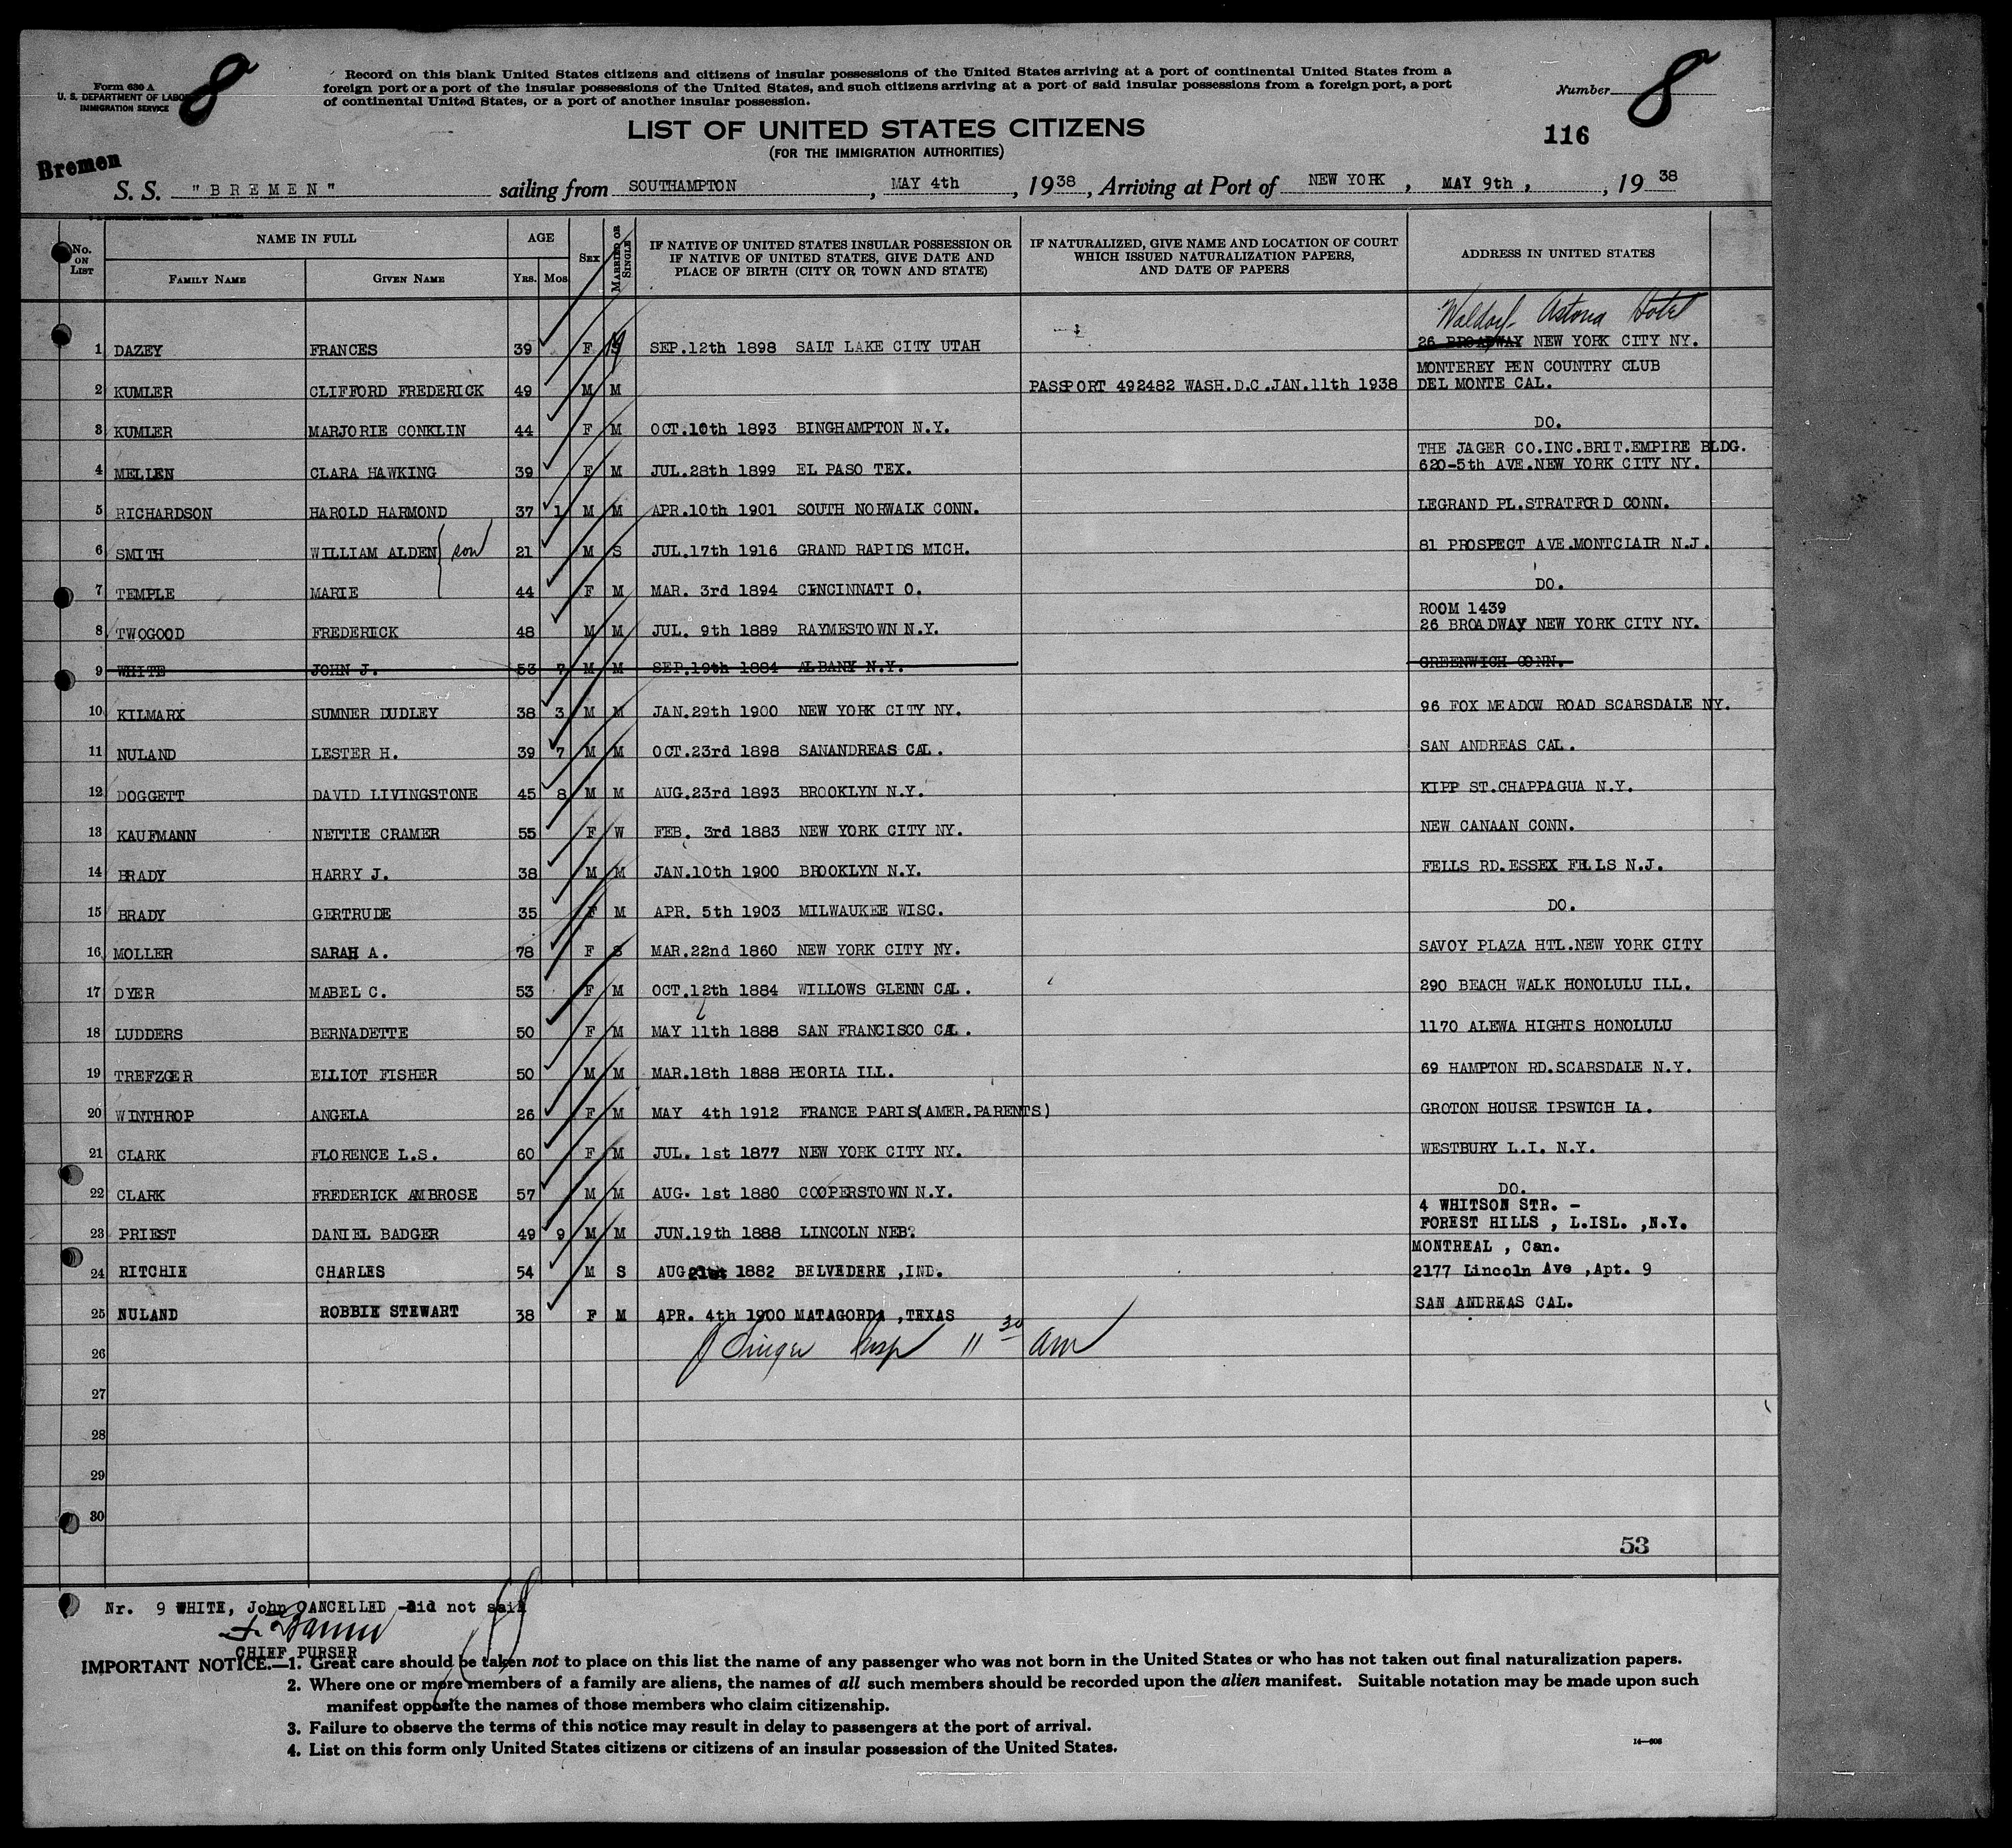 8
Form 630 A
U. S. DEPARTMENT OF LABOR
IMMIGRATION SERVICE
Record on this blank United States citizens and citizens of insular possessions of the United States arriving at a port of continental United States from a
foreign port or a port of the insular possessions of the United States, and such citizens arriving at a port of said insular possessions from a foreign port, a port
of continental United States, or a port of another insular possession.
Number 8
LIST OF UNITED STATES CITIZENS
116
(FOR THE IMMIGRATION AUTHORITIES)
Bremen
S. S. "BREMEN" sailing from SOUTHAMPTON, MAY 4th, 1938, Arriving at Port of NEW YORK, MAY 9th, , 1938
No. ON LIST NAME IN FULL AGE SEX MARRIED OR SINGLE IF NATIVE OF UNITED STATES INSULAR POSSESSION OR IF NATIVE OF UNITED STATES, GIVE DATE AND PLACE OF BIRTH (CITY OR TOWN AND STATE) IF NATURALIZED, GIVE NAME AND LOCATION OF COURT WHICH ISSUED NATURALIZATION PAPERS, AND DATE OF PAPERS ADDRESS IN UNITED STATES
FAMILY NAME GIVEN NAME YRS. MOS
Waldorf- Astoria Hotel
1 DAZEY FRANCES 39 F SEP.12th 1898 SALT LAKE CITY UTAH 26 BROADWAY NEW YORK CITY NY.
MONTEREY PEN COUNTRY CLUB
2 KUMLER CLIFFORD FREDERICK 49 M M PASSPORT 492482 WASH.D.C.JAN.11th 1938 DEL MONTE CAL.
3 KUMLER MARJORIE CONKLIN 44 F M OCT.10th 1893 BINGHAMPTON N.Y. DO.
THE JAGER CO.INC.BRIT.EMPIRE BLDG.
4 MELLEN CLARA HAWKING 39 F M JUL.28th 1899 EL PASO TEX. 620-5th AVE.NEW YORK CITY NY.
5 RICHARDSON HAROLD HARMOND 37 1 M M APR.10th 1901 SOUTH NORWALK CONN. LEGRAND PL.STRATFORD CONN.
6 SMITH WILLIAM ALDEN son 21 M S JUL.17th 1916 GRAND RAPIDS MICH. 81 PROSPECT AVE.MONTCLAIR N.J.
7 TEMPLE MARIE 44 F M MAR. 3rd 1894 CINCINNATI O. DO.
ROOM 1439
8 TWOGOOD FREDERICK 48 M M JUL. 9th 1889 RAYMESTOWN N.Y. 26 BROADWAY NEW YORK CITY NY.
9 WHITE JOHN J. 53 7 M M SEP.19th 1884 ALBANY N.Y. GREENWICH CONN.
10 KILMARX SUMNER DUDLEY 38 3 M M JAN.29th 1900 NEW YORK CITY NY. 96 FOX MEADOW ROAD SCARSDALE NY.
11 NULAND LESTER H. 39 7 M M OCT.23rd 1898 SANANDREAS CAL. SAN ANDREAS CAL.
12 DOGGETT DAVID LIVINGSTONE 45 8 M M AUG.23rd 1893 BROOKLYN N.Y. KIPP ST.CHAPPAGUA N.Y.
13 KAUFMANN NETTIE CRAMER 55 F W FEB. 3rd 1883 NEW YORK CITY NY. NEW CANAAN CONN.
14 BRADY HARRY J. 38 M M JAN.10th 1900 BROOKLYN N.Y. FELLS RD.ESSEX FELLS N.J.
15 BRADY GERTRUDE 35 F M APR. 5th 1903 MILWAUKEE WISC. DO.
16 MOLLER SARAH A. 78 F S MAR.22nd 1860 NEW YORK CITY NY. SAVOY PLAZA HTL.NEW YORK CITY
17 DYER MABEL C. 53 F M OCT.12th 1884 WILLOWS GLENN CAL. 290 BEACH WALK HONOLULU ILL.
18 LUDDERS BERNADETTE 50 F M MAY 11th 1888 SAN FRANCISCO CAL. 1170 ALEWA HIGHTS HONOLULU
19 TREFZGER ELLIOT FISHER 50 M M MAR.18th 1888 PEORIA ILL. 69 HAMPTON RD.SCARSDALE N.Y.
20 WINTHROP ANGELA 26 F M MAY 4th 1912 FRANCE PARIS(AMER.PARENTS) GROTON HOUSE IPSWICH IA.
21 CLARK FLORENCE L.S. 60 F M JUL. 1st 1877 NEW YORK CITY NY. WESTBURY L.I. N.Y.
22 CLARK FREDERICK AMBROSE 57 M M AUG. 1st 1880 COOPERSTOWN N.Y. DO.
4 WHITSON STR. -
23 PRIEST DANIEL BADGER 49 9 M M JUN.19th 1888 LINCOLN NEB. FOREST HILLS , L.ISL. ,N.Y.
MONTREAL , Can.
24 RITCHIE CHARLES 54 M S AUG 21st 1882 BELVEDERE ,IND. 2177 Lincoln Ave ,Apt. 9
25 NULAND ROBBIE STEWART 38 F M APR. 4th 1900 MATAGORDA ,TEXAS SAN ANDREAS CAL.
Insp 11 30 am
26
27
28
29
30
53
Nr. 9 WHITE, John CANCELLED -did not sail
CHIEF PURSER
IMPORTANT NOTICE.—1. Great care should be taken not to place on this list the name of any passenger who was not born in the United States or who has not taken out final naturalization papers.
2. Where one or more members of a family are aliens, the names of all such members should be recorded upon the alien manifest. Suitable notation may be made upon such
manifest opposite the names of those members who claim citizenship.
3. Failure to observe the terms of this notice may result in delay to passengers at the port of arrival.
4. List on this form only United States citizens or citizens of an insular possession of the United States.
14—606